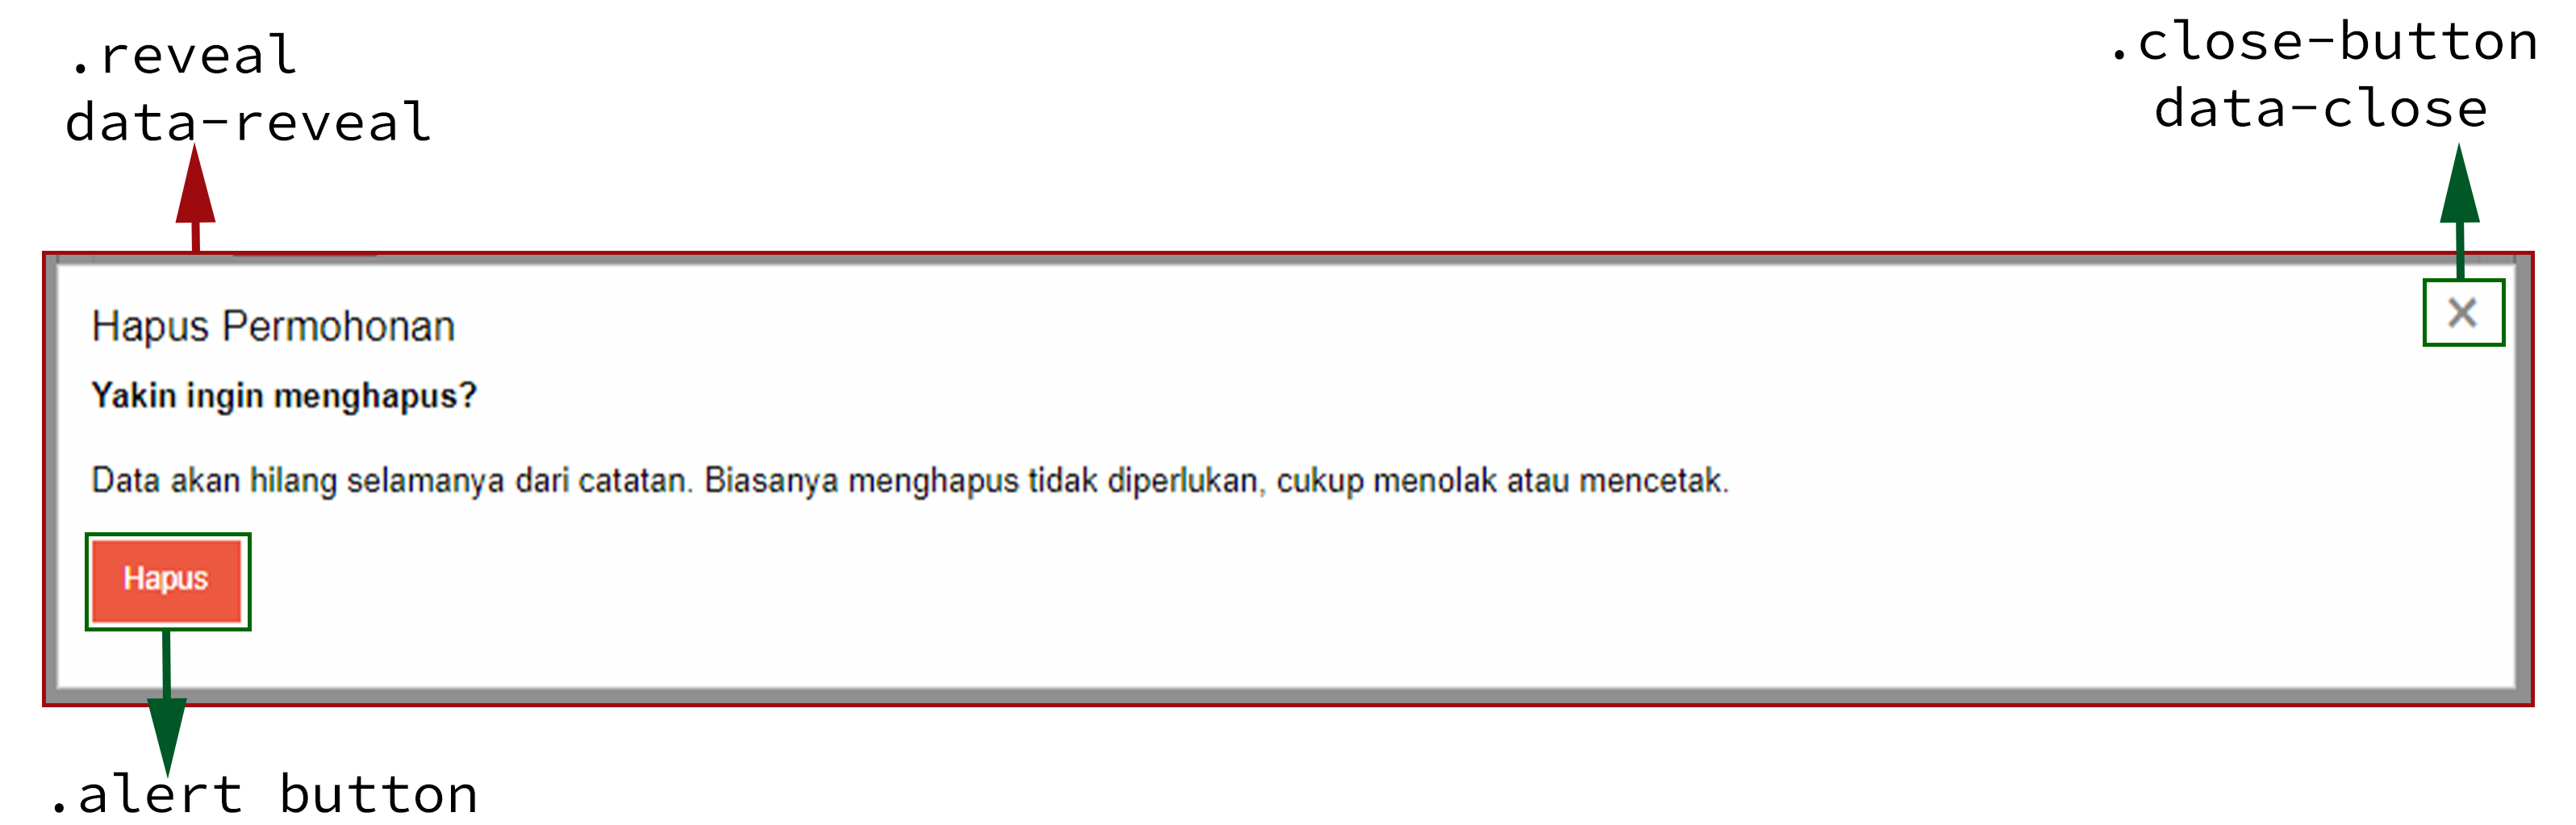 .reveal
data-reveal
.close-button
data-close
Hapus Permohonan
×
Yakin ingin menghapus?
Data akan hilang selamanya dari catatan. Biasanya menghapus tidak diperlukan, cukup menolak atau mencetak.
Hapus
.alert button